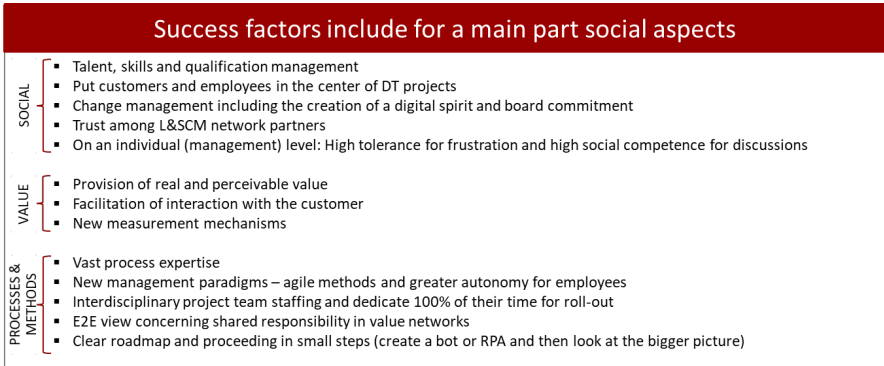 Success factors include for a main part social aspects
SOCIAL
▪ Talent, skills and qualification management
▪ Put customers and employees in the center of DT projects
▪ Change management including the creation of a digital spirit and board commitment
▪ Trust among L&SCM network partners
▪ On an individual (management) level: High tolerance for frustration and high social competence for discussions
VALUE
▪ Provision of real and perceivable value
▪ Facilitation of interaction with the customer
▪ New measurement mechanisms
PROCESSES &
METHODS
▪ Vast process expertise
▪ New management paradigms – agile methods and greater autonomy for employees
▪ Interdisciplinary project team staffing and dedicate 100% of their time for roll-out
▪ E2E view concerning shared responsibility in value networks
▪ Clear roadmap and proceeding in small steps (create a bot or RPA and then look at the bigger picture)